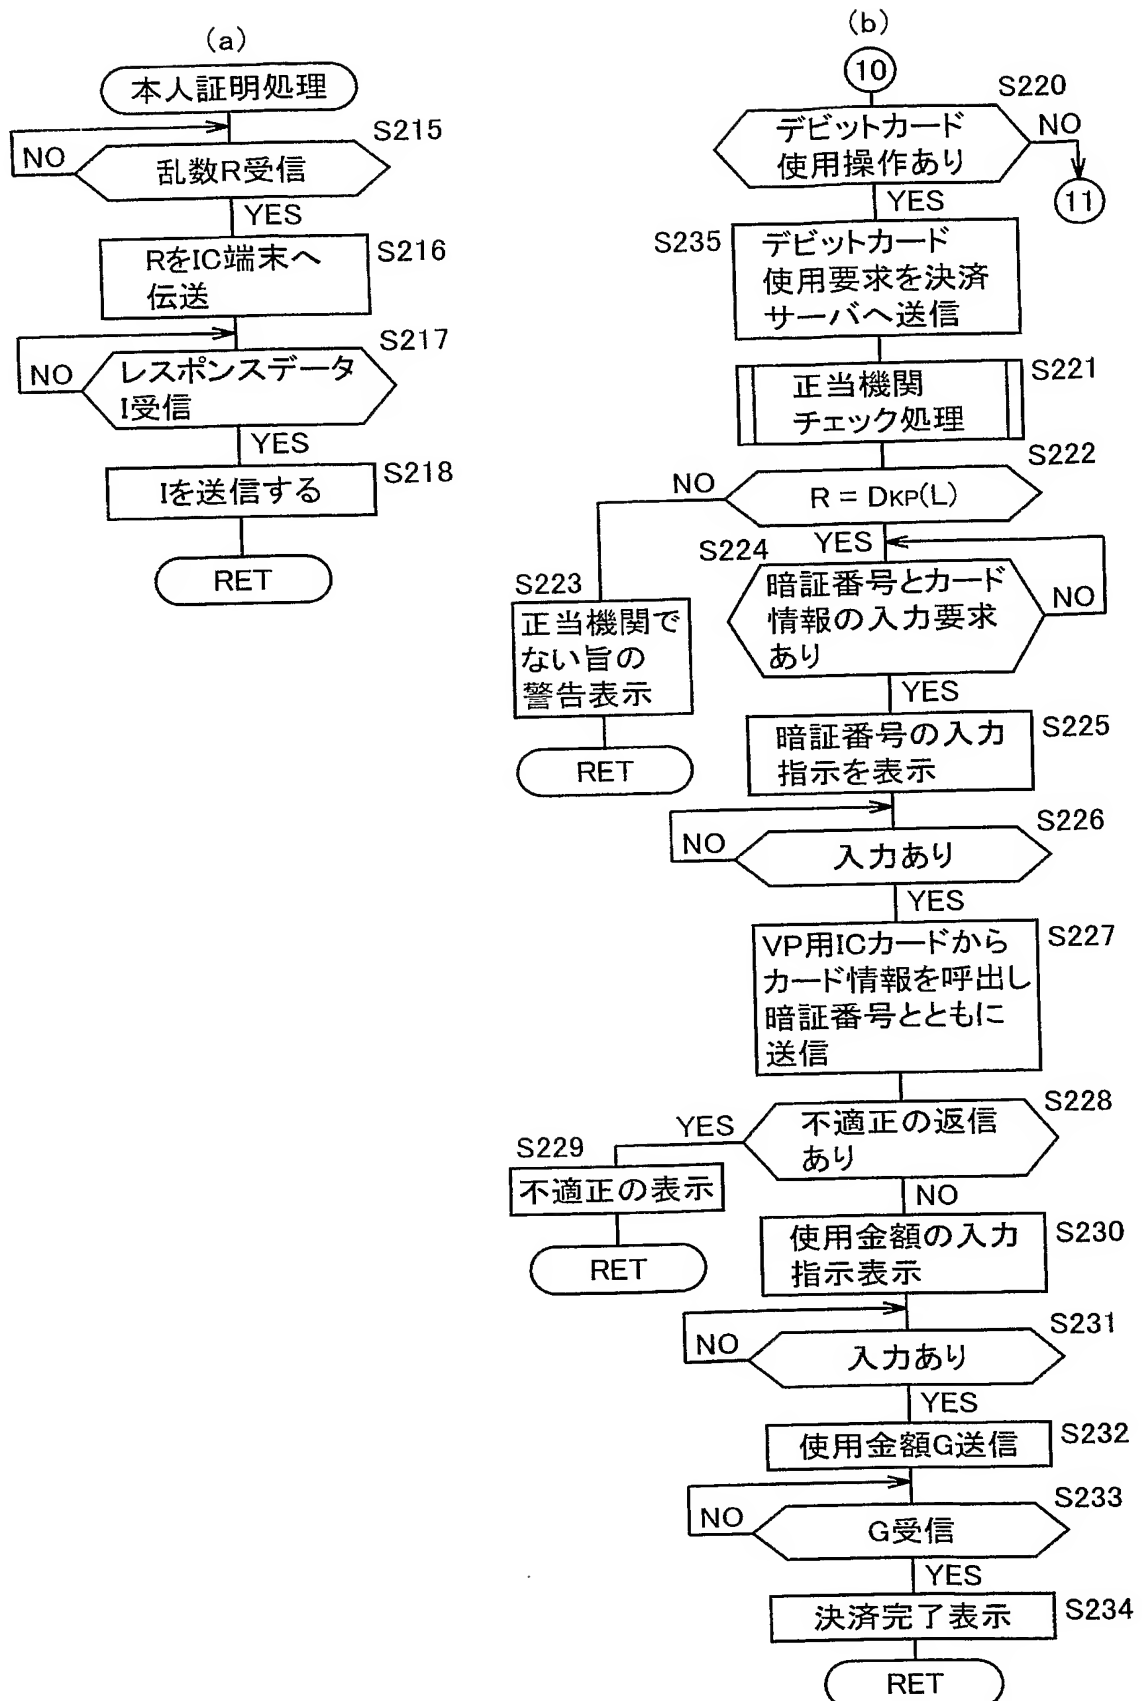 (a)
本人証明処理
S215
NO
乱数R受信
YES
S216
RをIC端末へ
伝送
S217
NO
レスポンスデータ
I受信
YES
S218
Iを送信する
RET
(b)
10
S220
デビットカード
使用操作あり
NO
11
YES
S235
デビットカード
使用要求を決済
サーバへ送信
S221
正当機関
チェック処理
S222
NO
R = DKP(L)
YES
S224
暗証番号とカード
情報の入力要求
あり
NO
S223
正当機関で
ない旨の
警告表示
RET
YES
S225
暗証番号の入力
指示を表示
S226
NO
入力あり
YES
S227
VP用ICカードから
カード情報を呼出し
暗証番号とともに
送信
S228
YES
不適正の返信
あり
S229
不適正の表示
RET
NO
S230
使用金額の入力
指示表示
S231
NO
入力あり
YES
S232
使用金額G送信
S233
NO
G受信
YES
S234
決済完了表示
RET